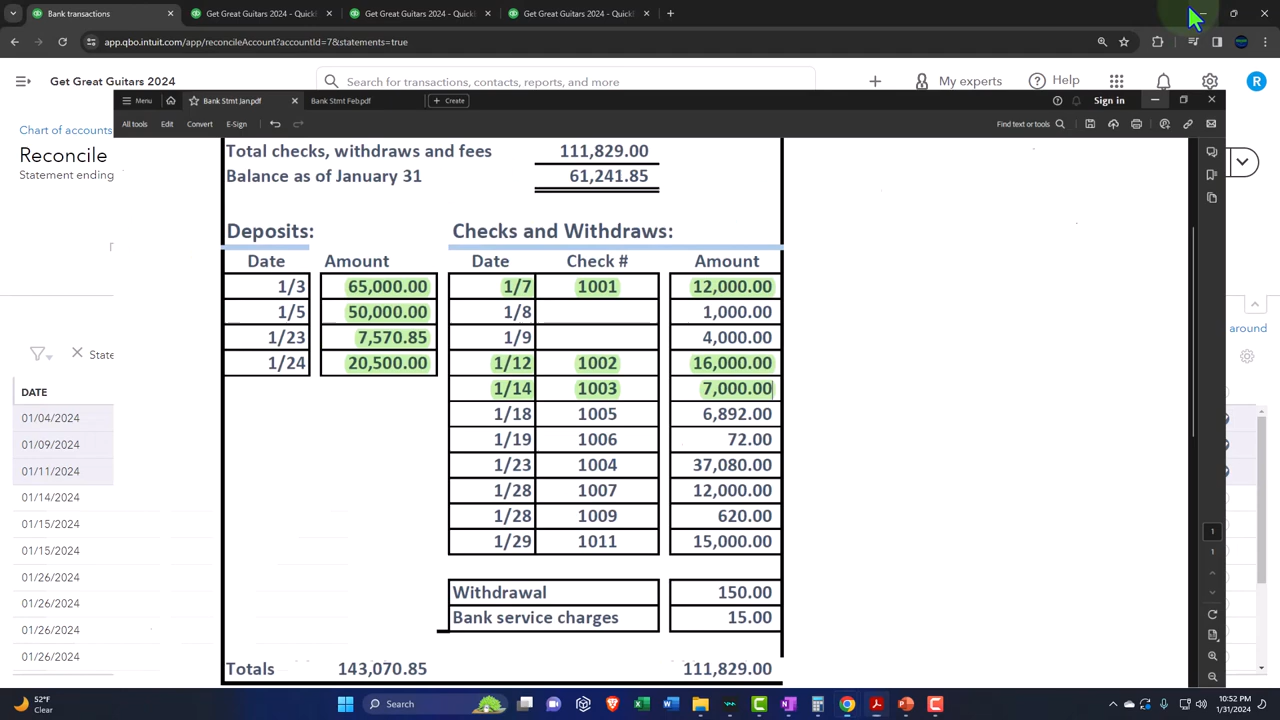 Bank transactions
Get Great Guitars 2024 - QuickB
Get Great Guitars 2024 - QuickB
Get Great Guitars 2024 - QuickB
app.qbo.intuit.com/app/reconcileAccount?accountId=7&statements=true
Get Great Guitars 2024
Search for transactions, contacts, reports, and more
My experts
Help
R
Menu
Bank Stmt Jan.pdf
Bank Stmt Feb.pdf
Create
Sign in
All tools
Edit
Convert
E-Sign
Find text or tools
Chart of accounts
Reconcile
Statement ending
around
State
DATE
01/04/2024
01/09/2024
01/11/2024
01/14/2024
01/15/2024
01/15/2024
01/26/2024
01/26/2024
01/26/2024
01/26/2024
Total checks, withdraws and fees 111,829.00
Balance as of January 31 61,241.85
Deposits: Checks and Withdraws:
Date Amount Date Check # Amount
1/3 65,000.00 1/7 1001 12,000.00
1/5 50,000.00 1/8 1,000.00
1/23 7,570.85 1/9 4,000.00
1/24 20,500.00 1/12 1002 16,000.00
1/14 1003 7,000.00
1/18 1005 6,892.00
1/19 1006 72.00
1/23 1004 37,080.00
1/28 1007 12,000.00
1/28 1009 620.00
1/29 1011 15,000.00
Withdrawal 150.00
Bank service charges 15.00
Totals 143,070.85 111,829.00
1
1
52°F
Clear
Search
10:52 PM
1/31/2024